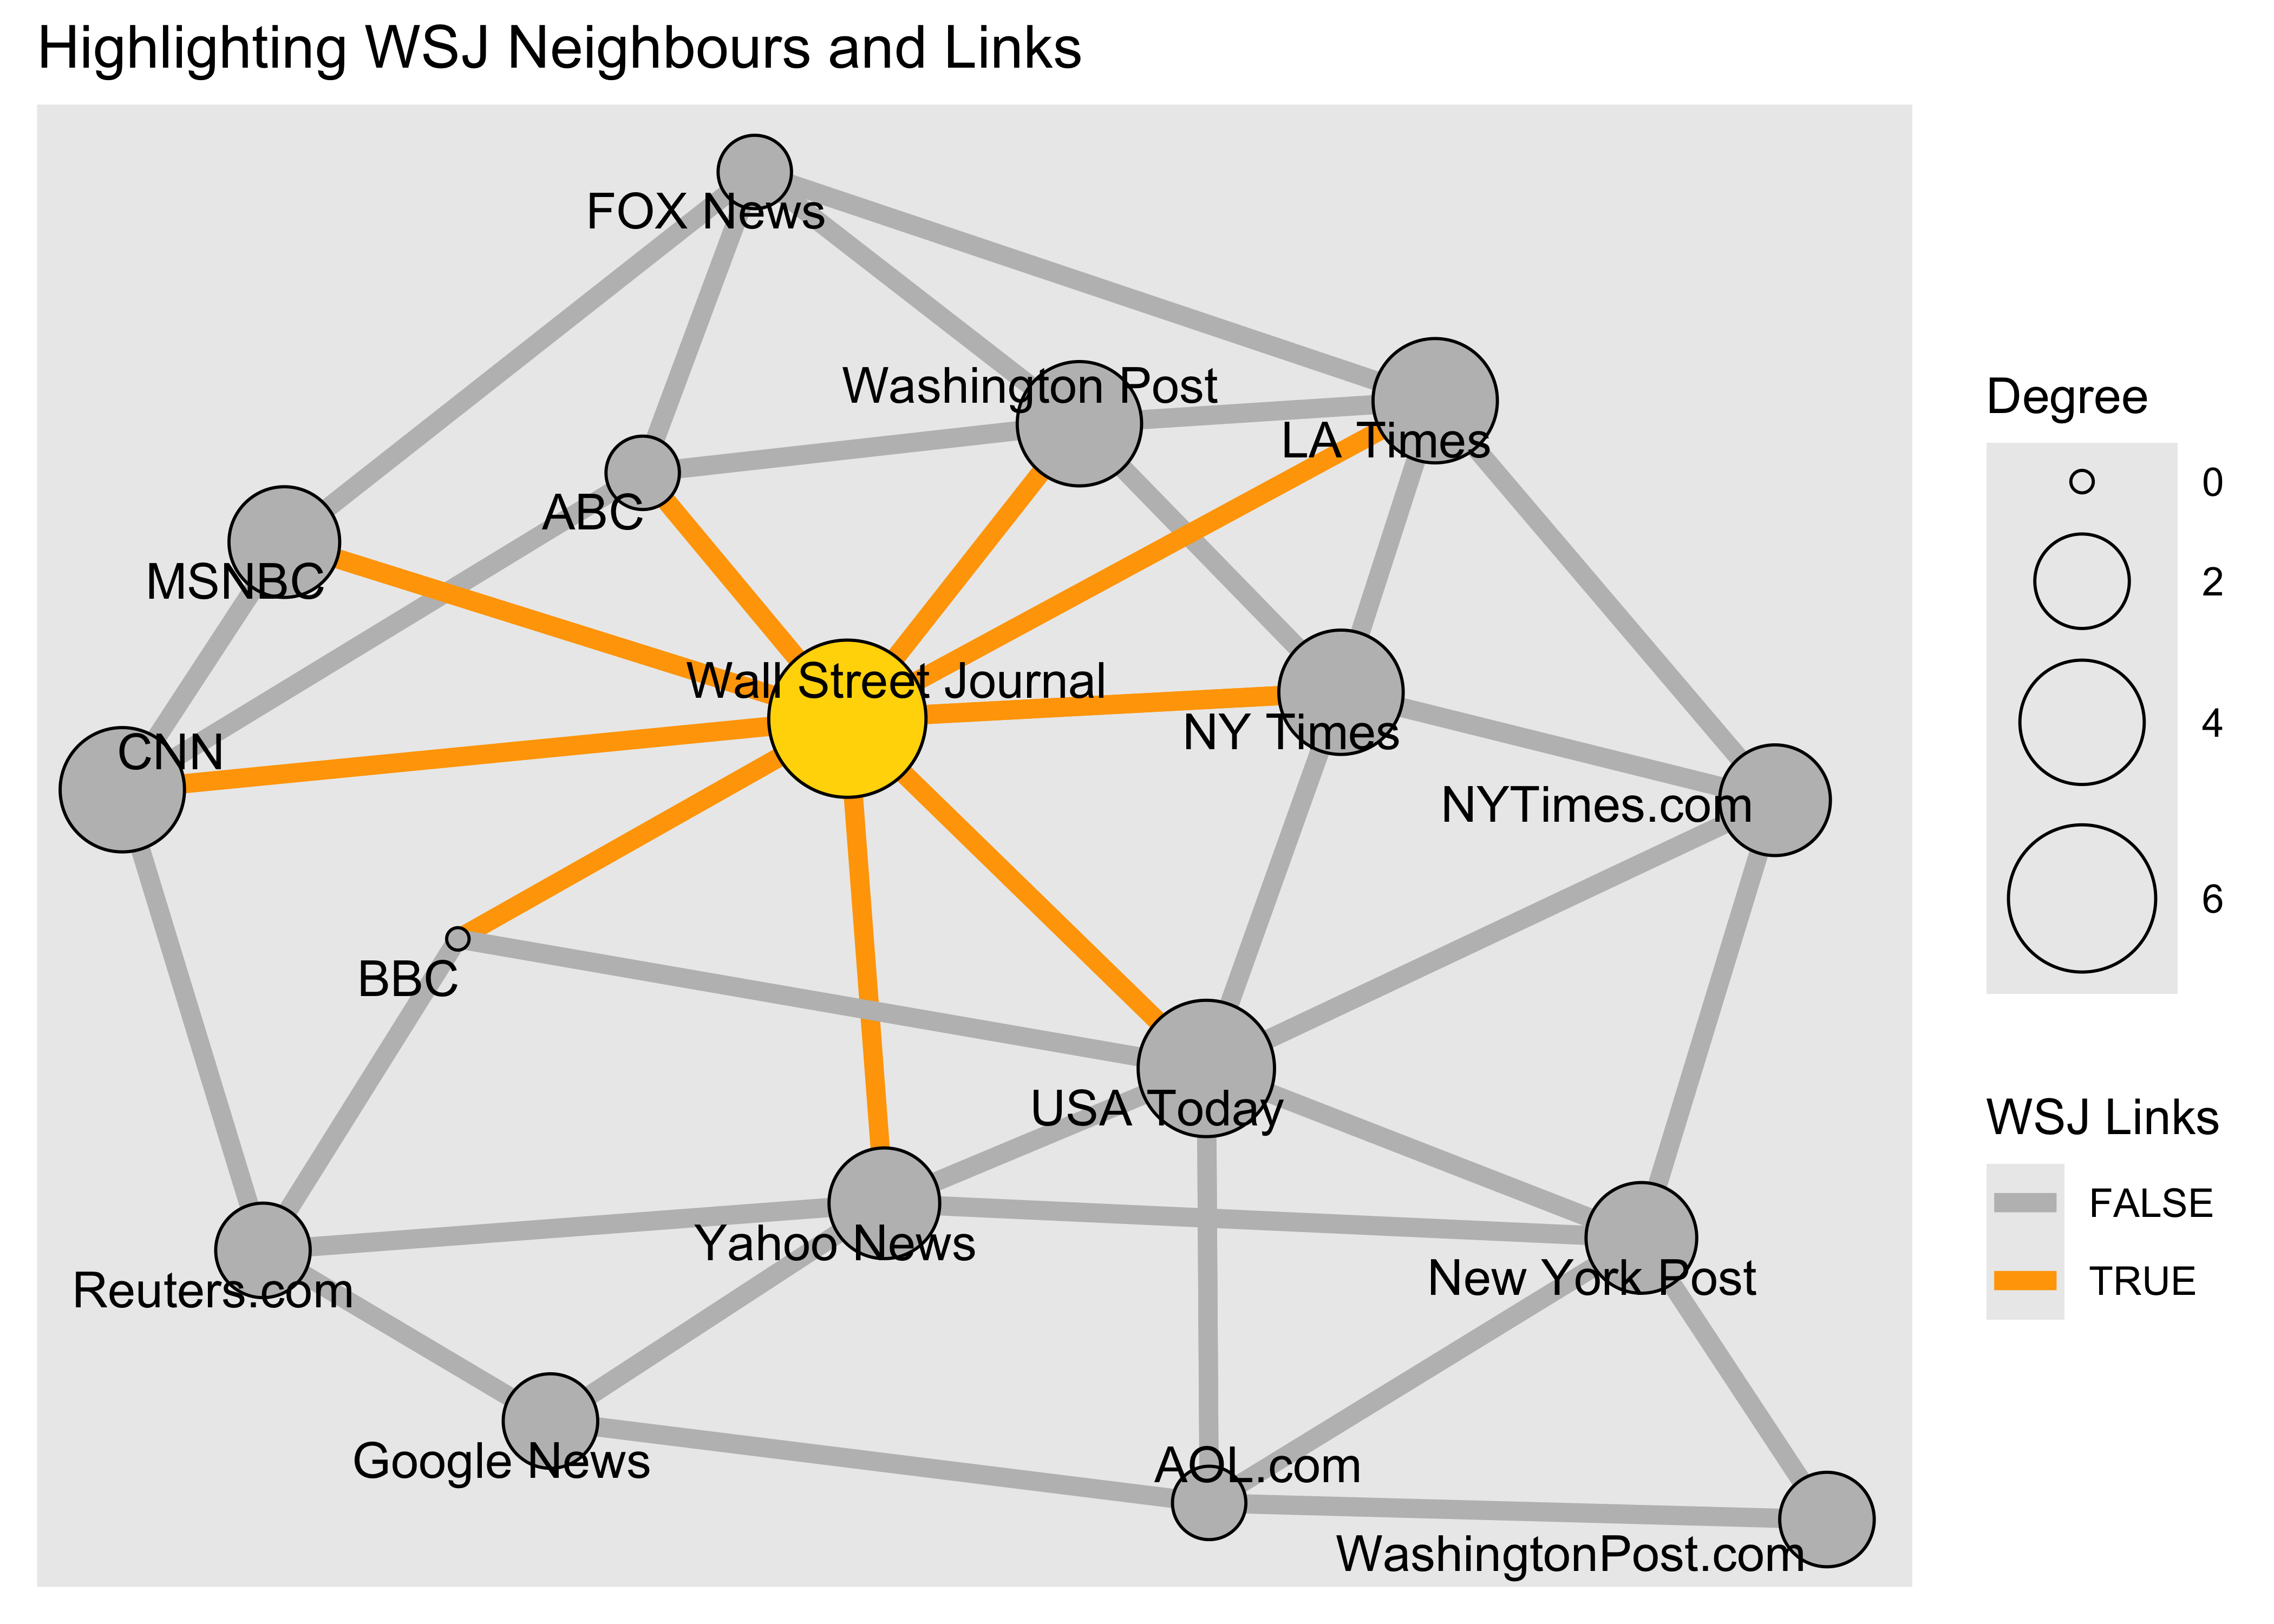 Highlighting WSJ Neighbours and Links
FOX News
Washington Post
LA Times
ABC
MSNBC
Wall Street Journal
NY Times
CNN
NYTimes.com
BBC
USA Today
Yahoo News
New York Post
Reuters.com
Google News
AOL.com
WashingtonPost.com
Degree
0
2
4
6
WSJ Links
FALSE
TRUE